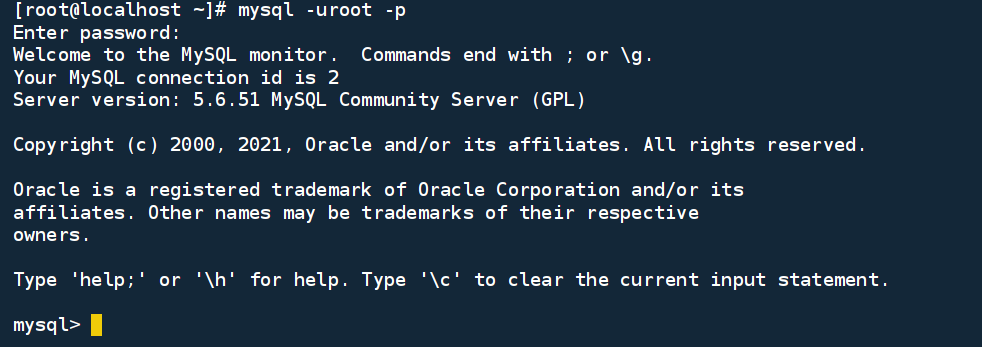 [root@localhost ~]# mysql -uroot -p
Enter password:
Welcome to the MySQL monitor.  Commands end with ; or \g.
Your MySQL connection id is 2
Server version: 5.6.51 MySQL Community Server (GPL)
Copyright (c) 2000, 2021, Oracle and/or its affiliates. All rights reserved.
Oracle is a registered trademark of Oracle Corporation and/or its
affiliates. Other names may be trademarks of their respective
owners.
Type 'help;' or '\h' for help. Type '\c' to clear the current input statement.
mysql>